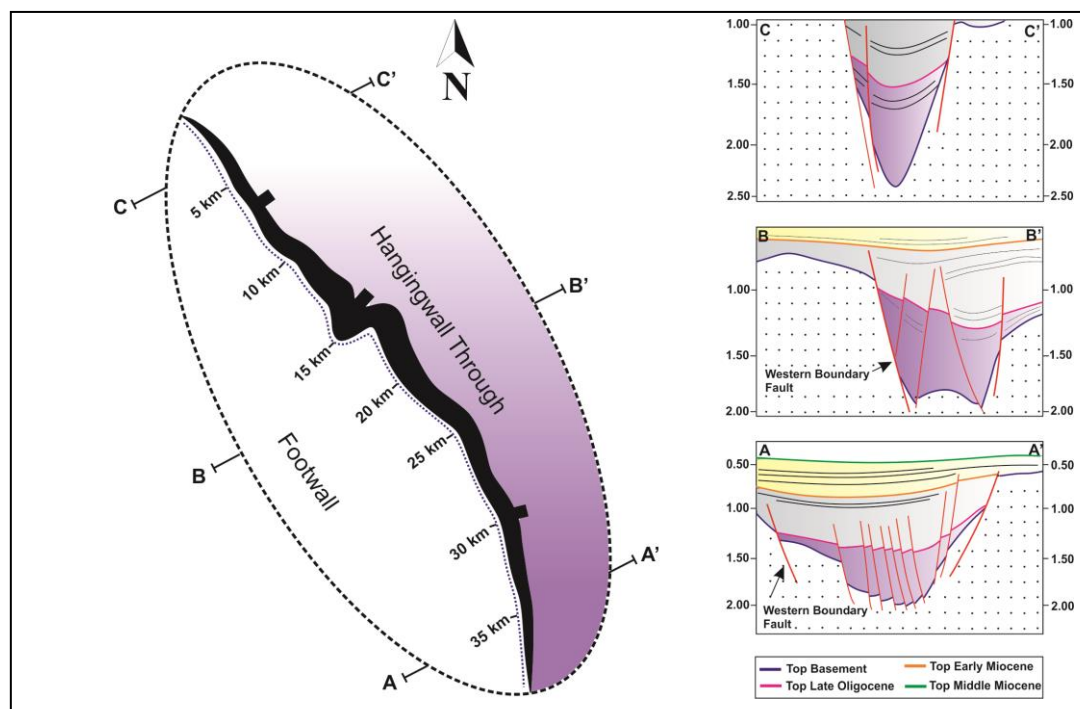 N
C'
C
5 km
10 km
15 km
20 km
25 km
30 km
35 km
Hangingwall Through
Footwall
B'
B
A'
A
C C'
1.00 1.00
1.50 1.50
2.00 2.00
2.50 2.50
B B'
1.00 1.00
1.50 1.50
Western Boundary
Fault
2.00 2.00
A A'
0.50 0.50
1.00 1.00
1.50 1.50
2.00 2.00
Western Boundary
Fault
Top Basement Top Early Miocene
Top Late Oligocene Top Middle Miocene